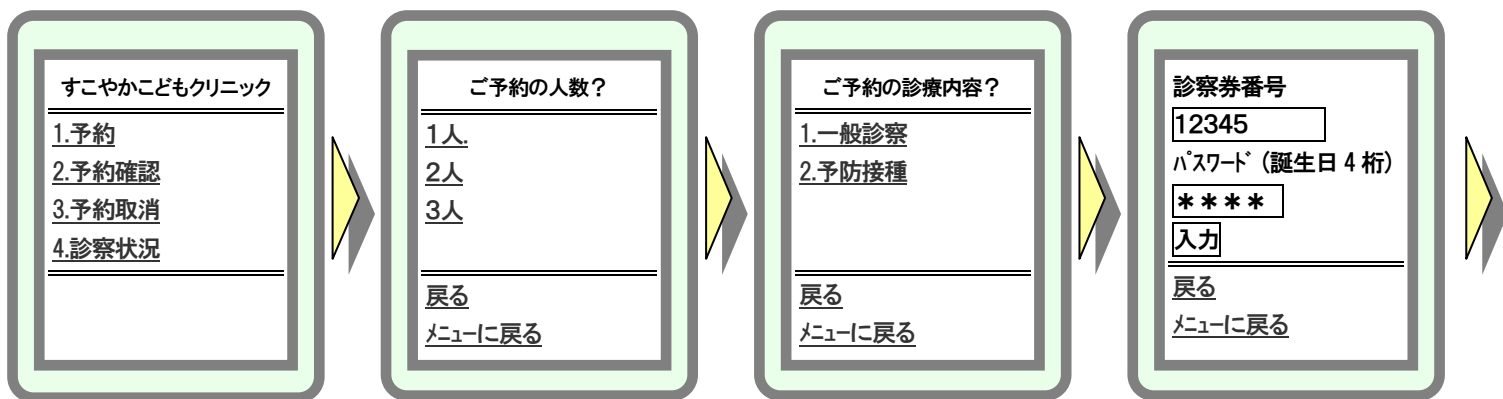 すこやかこどもクリニック
1.予約
2.予約確認
3.予約取消
4.診察状況
ご予約の人数？
1人.
2人
3人
戻る
ﾒﾆｭｰに戻る
ご予約の診療内容？
1.一般診察
2.予防接種
戻る
ﾒﾆｭｰに戻る
診察券番号
12345
ﾊﾟｽﾜｰﾄﾞ（誕生日４桁）
＊＊＊＊
入力
戻る
ﾒﾆｭｰに戻る